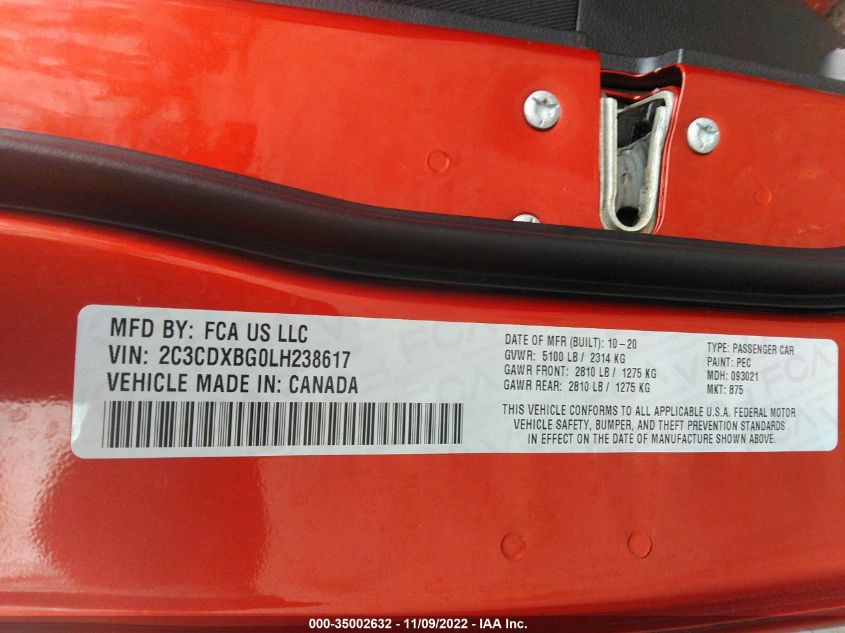 MFD BY: FCA US LLC
VIN: 2C3CDXBG0LH238617
VEHICLE MADE IN: CANADA
DATE OF MFR (BUILT): 10-20
GVWR: 5100 LB / 2314 KG
GAWR FRONT: 2810 LB / 1275 KG
GAWR REAR: 2810 LB / 1275 KG
TYPE: PASSENGER CAR
PAINT: PEC
MDH: 093021
MKT: 875
THIS VEHICLE CONFORMS TO ALL APPLICABLE U.S.A. FEDERAL MOTOR
VEHICLE SAFETY, BUMPER, AND THEFT PREVENTION STANDARDS
IN EFFECT ON THE DATE OF MANUFACTURE SHOWN ABOVE.
000-35002632 - 11/09/2022 - IAA Inc.